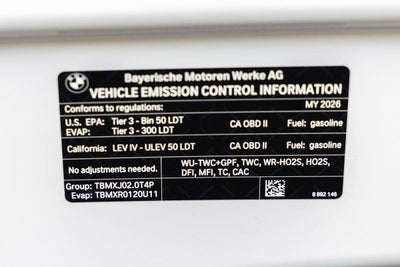 BMW
Bayerische Motoren Werke AG
VEHICLE EMISSION CONTROL INFORMATION
Conforms to regulations: MY 2026
U.S. EPA: Tier 3 - Bin 50 LDT CA OBD II Fuel: gasoline
EVAP: Tier 3 - 300 LDT
California: LEV IV - ULEV 50 LDT CA OBD II Fuel: gasoline
No adjustments needed. WU-TWC+GPF, TWC, WR-HO2S, HO2S,
DFI, MFI, TC, CAC
Group: TBMXJ02.0T4P
Evap: TBMXR0120U11
8 892 146